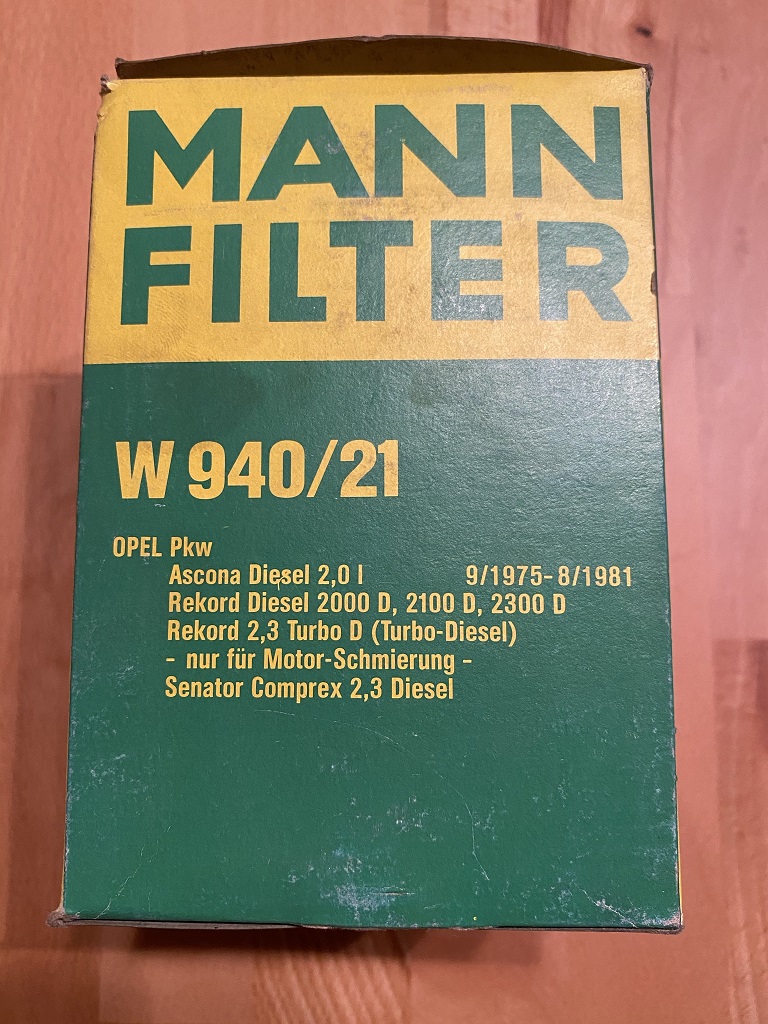 MANN
FILTER
W 940/21
OPEL Pkw
Ascona Diesel 2,0 l 9/1975-8/1981
Rekord Diesel 2000 D, 2100 D, 2300 D
Rekord 2,3 Turbo D (Turbo-Diesel)
- nur für Motor-Schmierung -
Senator Comprex 2,3 Diesel